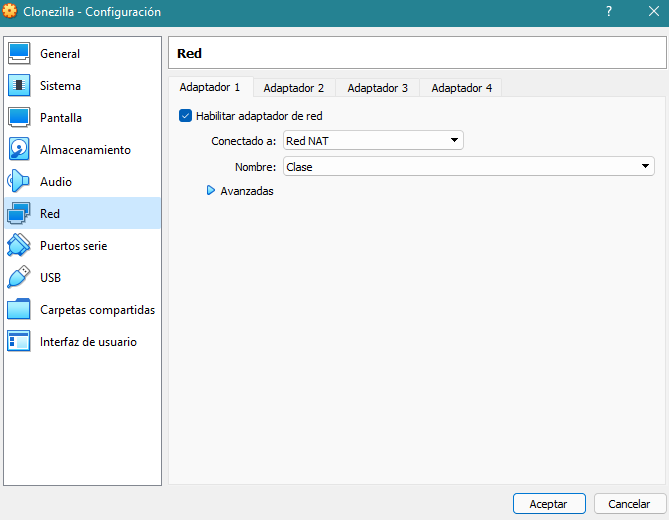 Clonezilla - Configuración
?
General
Sistema
Pantalla
Almacenamiento
Audio
Red
Puertos serie
USB
Carpetas compartidas
Interfaz de usuario
Red
Adaptador 1 Adaptador 2 Adaptador 3 Adaptador 4
Habilitar adaptador de red
Conectado a: Red NAT
Nombre: Clase
Avanzadas
Aceptar Cancelar